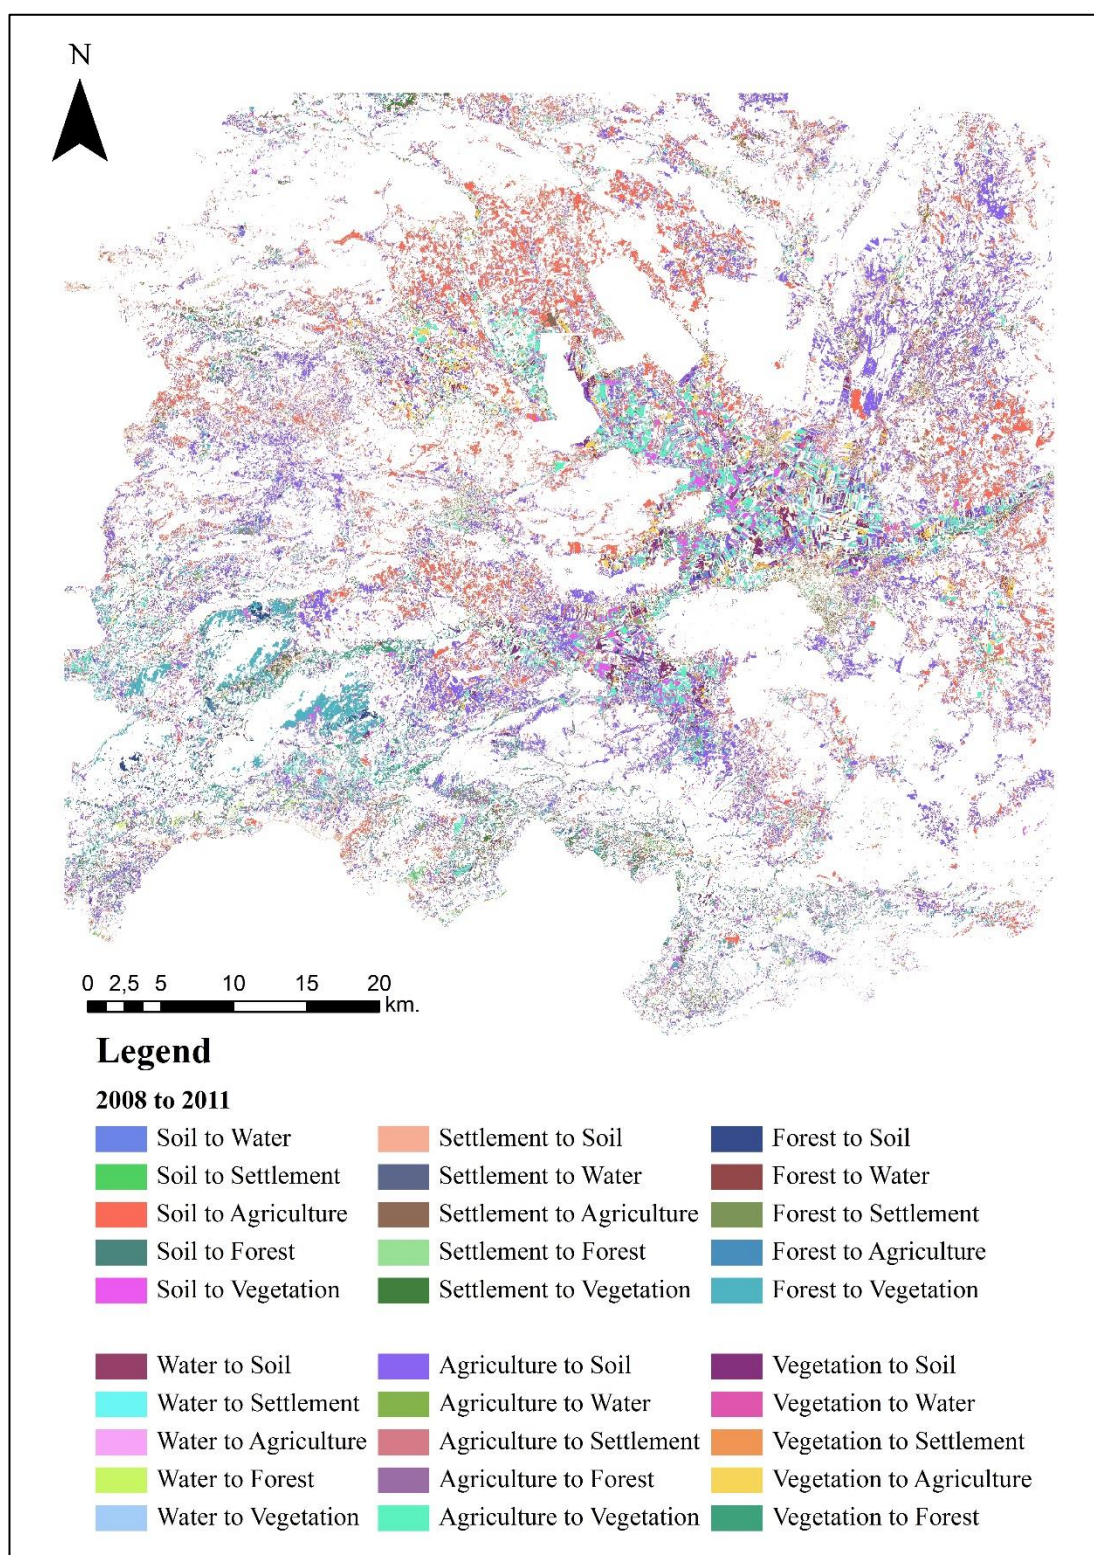 N
0 2,5 5 10 15 20
km.
Legend
2008 to 2011
Soil to Water
Settlement to Soil
Forest to Soil
Soil to Settlement
Settlement to Water
Forest to Water
Soil to Agriculture
Settlement to Agriculture
Forest to Settlement
Soil to Forest
Settlement to Forest
Forest to Agriculture
Soil to Vegetation
Settlement to Vegetation
Forest to Vegetation
Water to Soil
Agriculture to Soil
Vegetation to Soil
Water to Settlement
Agriculture to Water
Vegetation to Water
Water to Agriculture
Agriculture to Settlement
Vegetation to Settlement
Water to Forest
Agriculture to Forest
Vegetation to Agriculture
Water to Vegetation
Agriculture to Vegetation
Vegetation to Forest